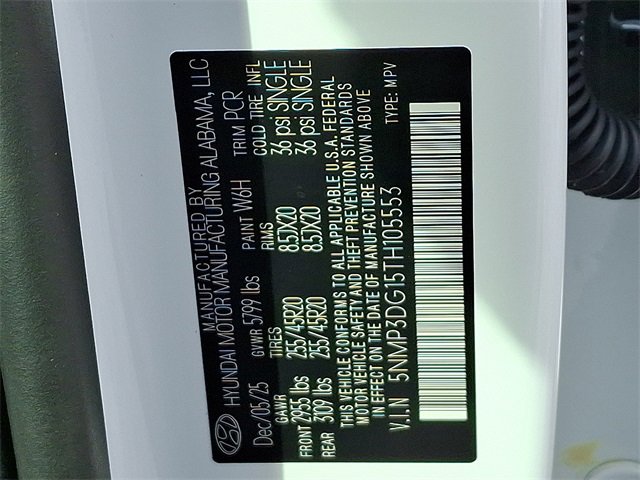 MANUFACTURED BY
HYUNDAI MOTOR MANUFACTURING ALABAMA, LLC
Dec/05/25 GVWR 5799 lbs PAINT W6H TRIM PCR
GAWR TIRES RIMS COLD TIRE INFL
FRONT 2955 lbs 255/45R20 8.5JX20 36 psi SINGLE
REAR 3109 lbs 255/45R20 8.5JX20 36 psi SINGLE
THIS VEHICLE CONFORMS TO ALL APPLICABLE U.S.A. FEDERAL
MOTOR VEHICLE SAFETY AND THEFT PREVENTION STANDARDS
IN EFFECT ON THE DATE OF MANUFACTURE SHOWN ABOVE
V.I.N 5NMP3DG15TH105553 TYPE: MPV